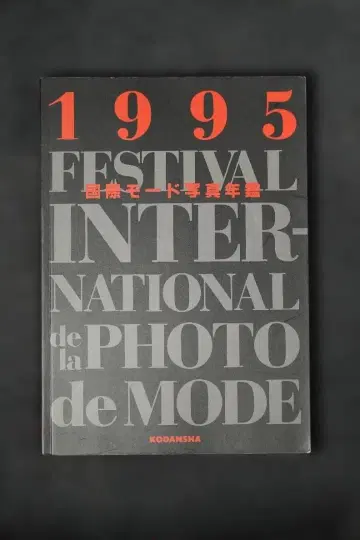 1995
FESTIVAL
国際モード写真年鑑
INTER-
NATIONAL
de la PHOTO
de MODE
KODANSHA